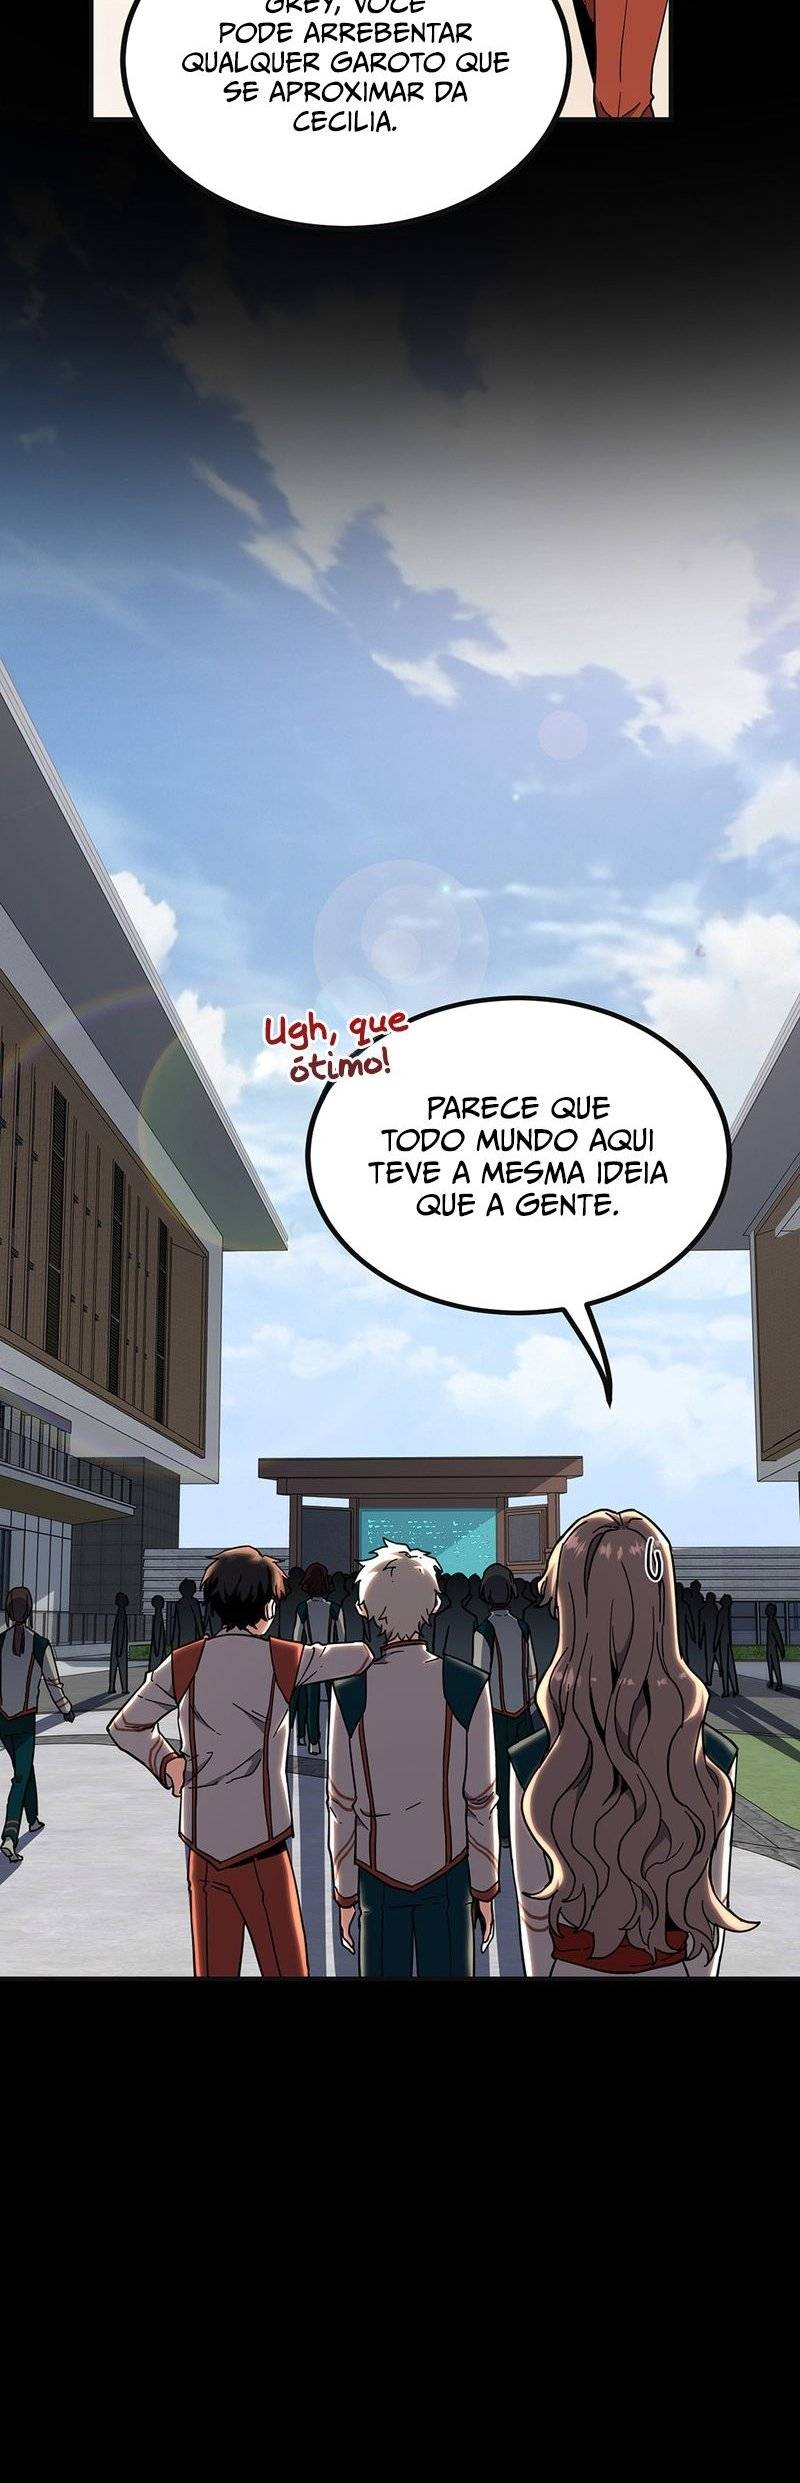 GREY, VOCÊ
PODE ARREBENTAR
QUALQUER GAROTO QUE
SE APROXIMAR DA
CECILIA.
Ugh, que
ótimo!
PARECE QUE
TODO MUNDO AQUI
TEVE A MESMA IDEIA
QUE A GENTE.